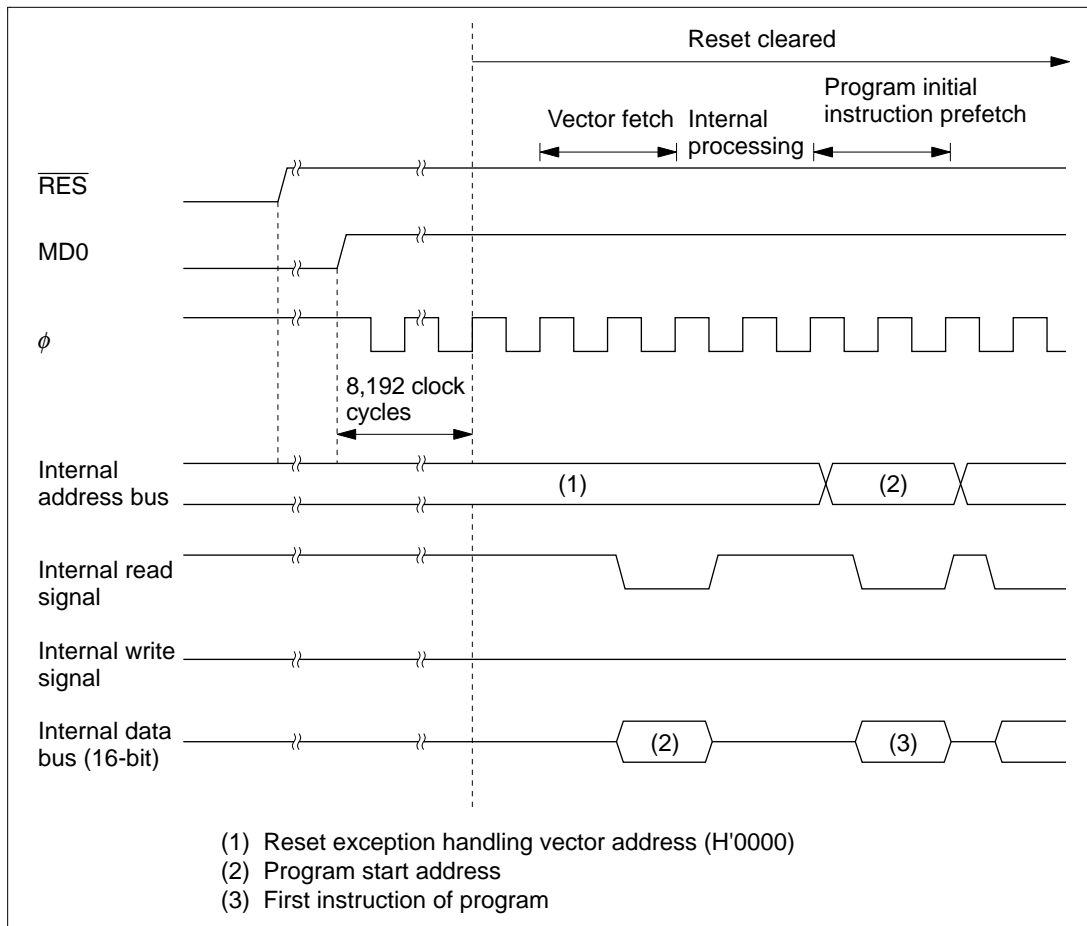 Reset cleared
Program initial
instruction prefetch
Vector fetch
Internal
processing
RES
MD0
ϕ
8,192 clock
cycles
Internal
address bus
(1)
(2)
Internal read
signal
Internal write
signal
Internal data
bus (16-bit)
(2)
(3)
(1) Reset exception handling vector address (H'0000)
(2) Program start address
(3) First instruction of program